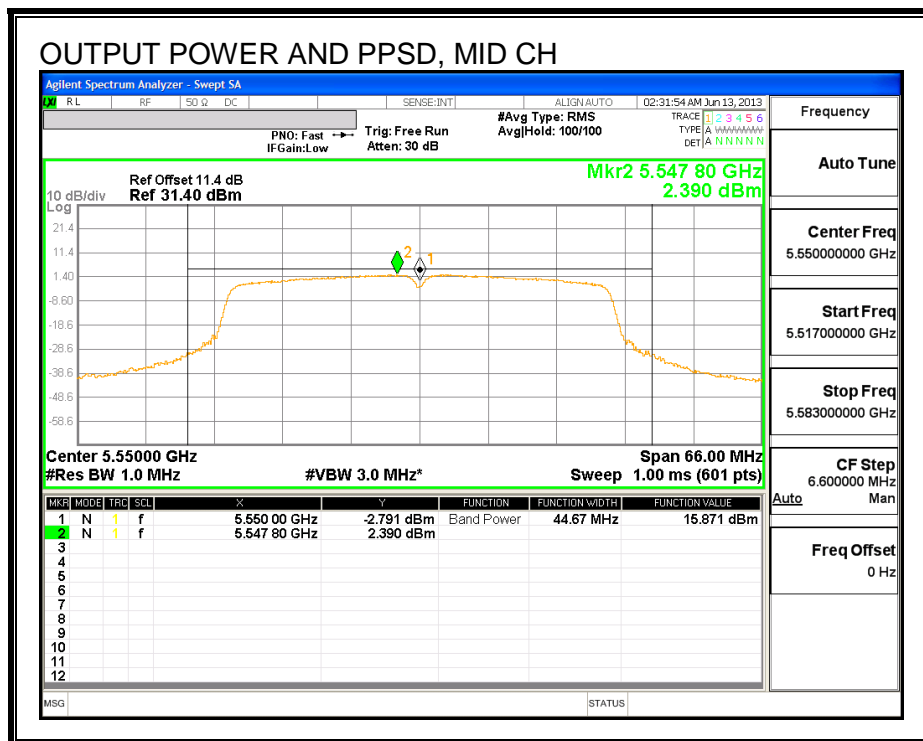 OUTPUT POWER AND PPSD, MID CH
Agilent Spectrum Analyzer - Swept SA
LXI RL RF 50 Ω DC SENSE:INT ALIGN AUTO 02:31:54 AM Jun 13, 2013
Frequency
#Avg Type: RMS TRACE 1 2 3 4 5 6
PNO: Fast Trig: Free Run Avg|Hold: 100/100 TYPE A WWWWW
IFGain:Low Atten: 30 dB DET A N N N N N
Auto Tune
Mkr2 5.547 80 GHz
Ref Offset 11.4 dB
10 dB/div Ref 31.40 dBm 2.390 dBm
Log
21.4
11.4
1.40
-8.60
-18.6
-28.6
-38.6
-48.6
-58.6
2 1
Center Freq
5.550000000 GHz
Start Freq
5.517000000 GHz
Stop Freq
5.583000000 GHz
Center 5.55000 GHz Span 66.00 MHz
#Res BW 1.0 MHz #VBW 3.0 MHz* Sweep 1.00 ms (601 pts)
CF Step
6.600000 MHz
Auto Man
MKR MODE TRC SCL X Y FUNCTION FUNCTION WIDTH FUNCTION VALUE
1 N 1 f 5.550 00 GHz -2.791 dBm Band Power 44.67 MHz 15.871 dBm
2 N 1 f 5.547 80 GHz 2.390 dBm
3
4
5
6
7
8
9
10
11
12
Freq Offset
0 Hz
MSG STATUS